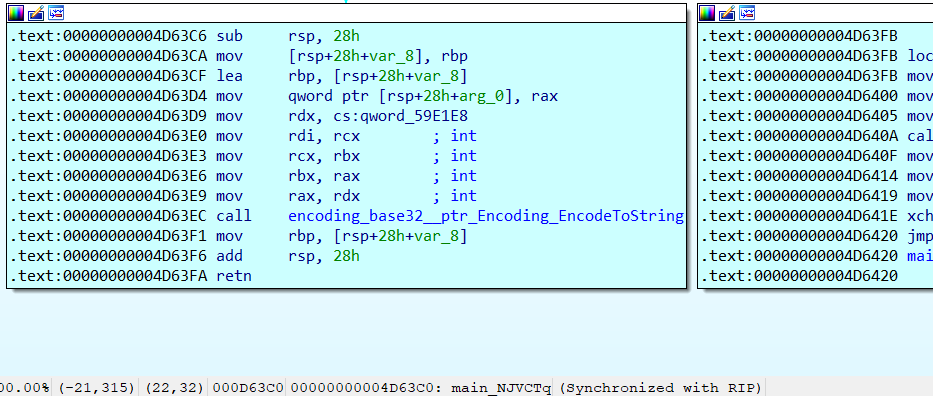 .text:00000000004D63C6 sub rsp, 28h
.text:00000000004D63CA mov [rsp+28h+var_8], rbp
.text:00000000004D63CF lea rbp, [rsp+28h+var_8]
.text:00000000004D63D4 mov qword ptr [rsp+28h+arg_0], rax
.text:00000000004D63D9 mov rdx, cs:qword_59E1E8
.text:00000000004D63E0 mov rdi, rcx ; int
.text:00000000004D63E3 mov rcx, rbx ; int
.text:00000000004D63E6 mov rbx, rax ; int
.text:00000000004D63E9 mov rax, rdx ; int
.text:00000000004D63EC call encoding_base32__ptr_Encoding_EncodeToString
.text:00000000004D63F1 mov rbp, [rsp+28h+var_8]
.text:00000000004D63F6 add rsp, 28h
.text:00000000004D63FA retn
.text:00000000004D63FB
.text:00000000004D63FB loc
.text:00000000004D63FB mov
.text:00000000004D6400 mov
.text:00000000004D6405 mov
.text:00000000004D640A cal
.text:00000000004D640F mov
.text:00000000004D6414 mov
.text:00000000004D6419 mov
.text:00000000004D641E xch
.text:00000000004D6420 jmp
.text:00000000004D6420 mai
.text:00000000004D6420
00.00% (-21,315) (22,32) 000D63C0 00000000004D63C0: main_NJVCTq (Synchronized with RIP)